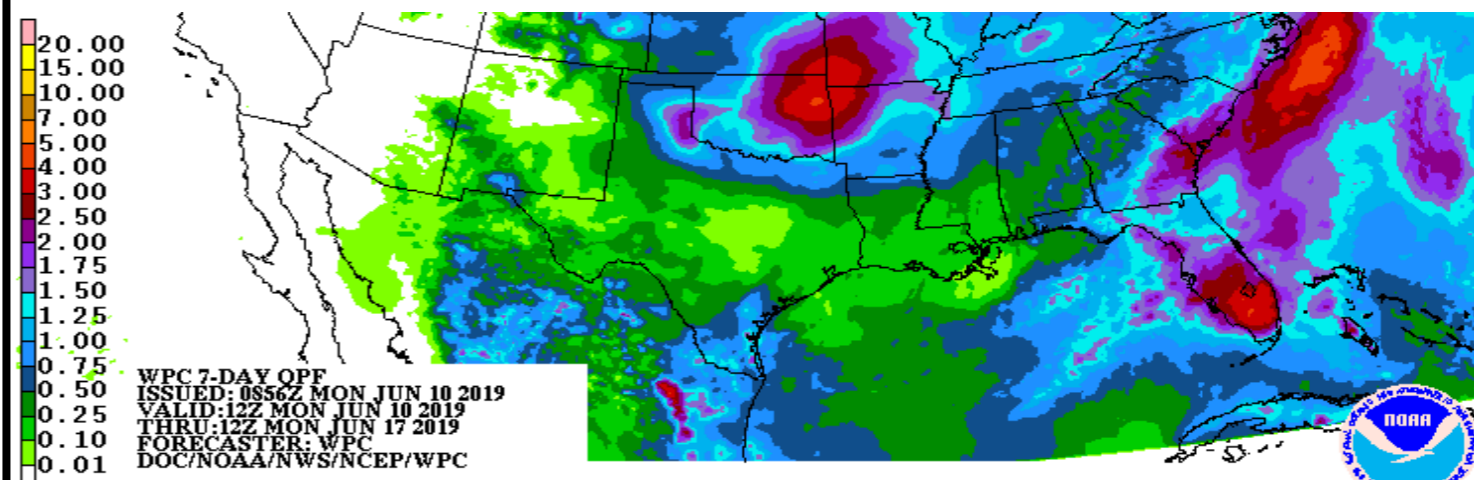 20.00
15.00
10.00
7.00
5.00
4.00
3.00
2.50
2.00
1.75
1.50
1.25
1.00
0.75
0.50
0.25
0.10
0.01
WPC 7-DAY QPF
ISSUED: 0856Z MON JUN 10 2019
VALID:12Z MON JUN 10 2019
THRU:12Z MON JUN 17 2019
FORECASTER: WPC
DOC/NOAA/NWS/NCEP/WPC
NOAA